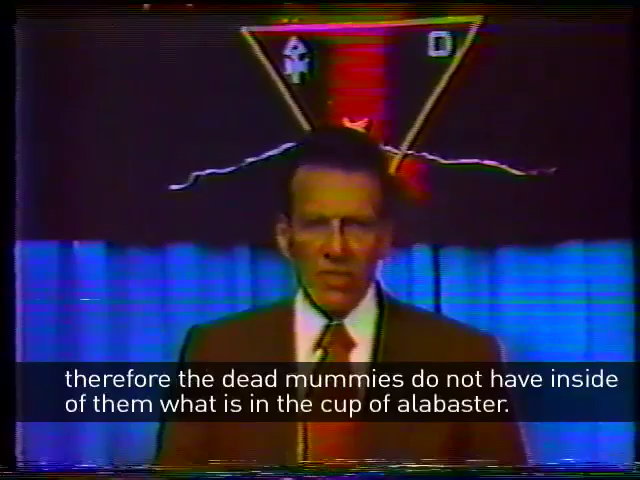 therefore the dead mummies do not have inside
of them what is in the cup of alabaster.